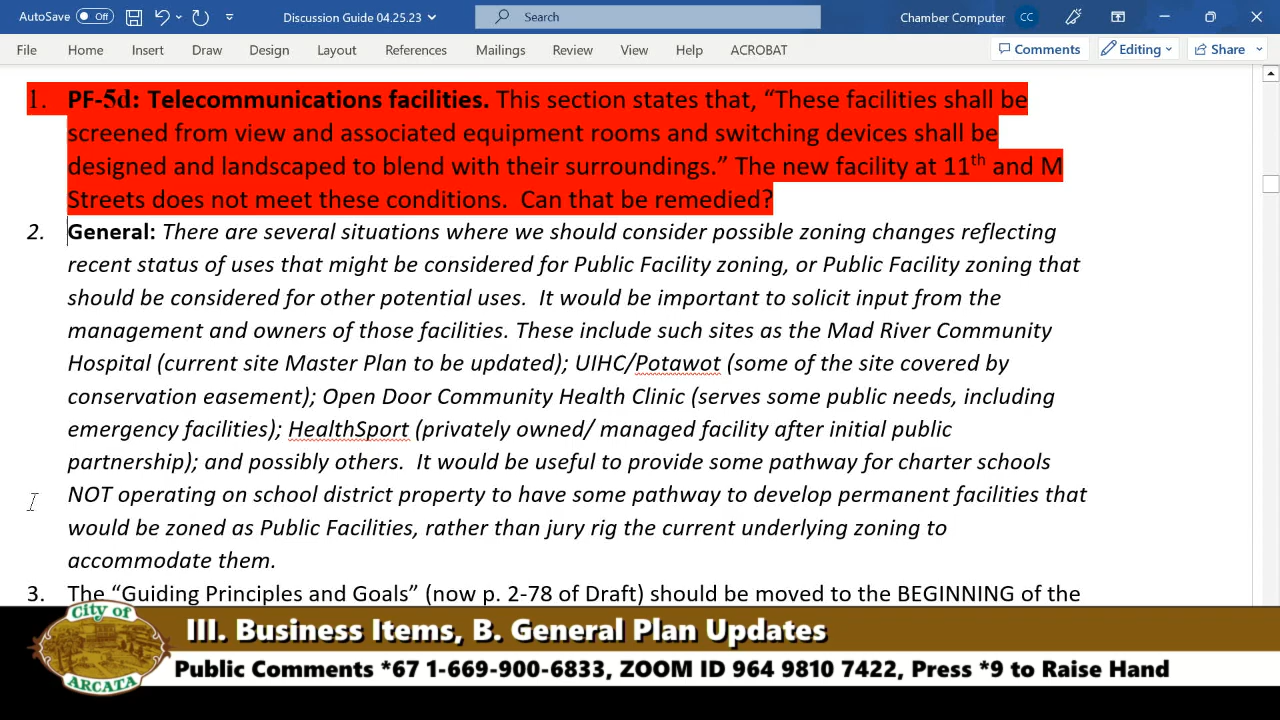 AutoSave Off Discussion Guide 04.25.23 Search Chamber Computer CC
File Home Insert Draw Design Layout References Mailings Review View Help ACROBAT Comments Editing Share
1. PF-5d: Telecommunications facilities. This section states that, “These facilities shall be
screened from view and associated equipment rooms and switching devices shall be
designed and landscaped to blend with their surroundings.” The new facility at 11th and M
Streets does not meet these conditions.  Can that be remedied?
2. General: There are several situations where we should consider possible zoning changes reflecting
recent status of uses that might be considered for Public Facility zoning, or Public Facility zoning that
should be considered for other potential uses.  It would be important to solicit input from the
management and owners of those facilities. These include such sites as the Mad River Community
Hospital (current site Master Plan to be updated); UIHC/Potawot (some of the site covered by
conservation easement); Open Door Community Health Clinic (serves some public needs, including
emergency facilities); HealthSport (privately owned/ managed facility after initial public
partnership); and possibly others.  It would be useful to provide some pathway for charter schools
NOT operating on school district property to have some pathway to develop permanent facilities that
would be zoned as Public Facilities, rather than jury rig the current underlying zoning to
accommodate them.
3. The “Guiding Principles and Goals” (now p. 2-78 of Draft) should be moved to the BEGINNING of the
City of
ARCATA
III. Business Items, B. General Plan Updates
Public Comments *67 1-669-900-6833, ZOOM ID 964 9810 7422, Press *9 to Raise Hand